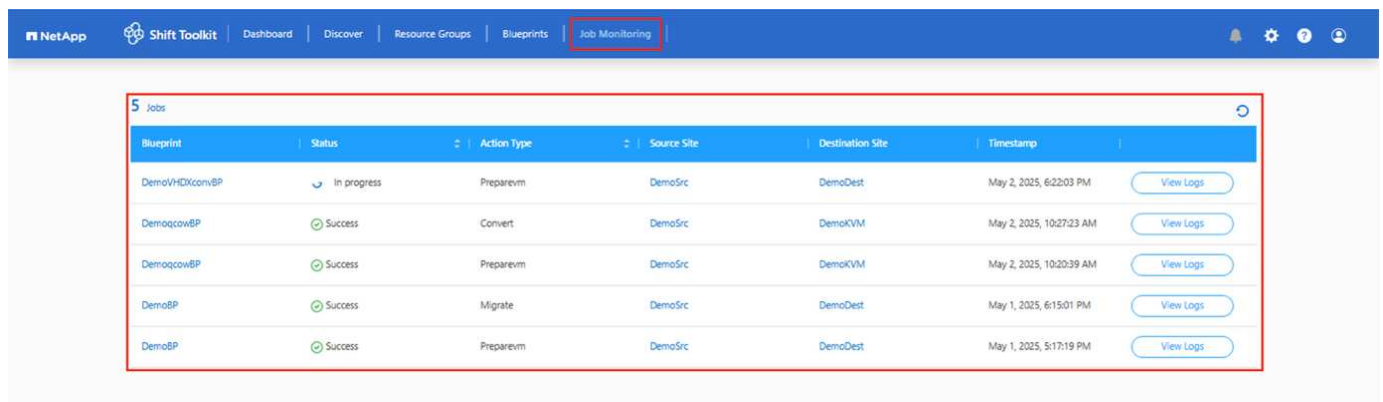 NetApp Shift Toolkit Dashboard Discover Resource Groups Blueprints Job Monitoring ?
5 Jobs
Blueprint Status Action Type Source Site Destination Site Timestamp
DemoVHDXconvBP In progress Preparevm DemoSrc DemoDest May 2, 2025, 6:22:03 PM View Logs
DemoqcowBP Success Convert DemoSrc DemoKVM May 2, 2025, 10:27:23 AM View Logs
DemoqcowBP Success Preparevm DemoSrc DemoKVM May 2, 2025, 10:20:39 AM View Logs
DemoBP Success Migrate DemoSrc DemoDest May 1, 2025, 6:15:01 PM View Logs
DemoBP Success Preparevm DemoSrc DemoDest May 1, 2025, 5:17:19 PM View Logs